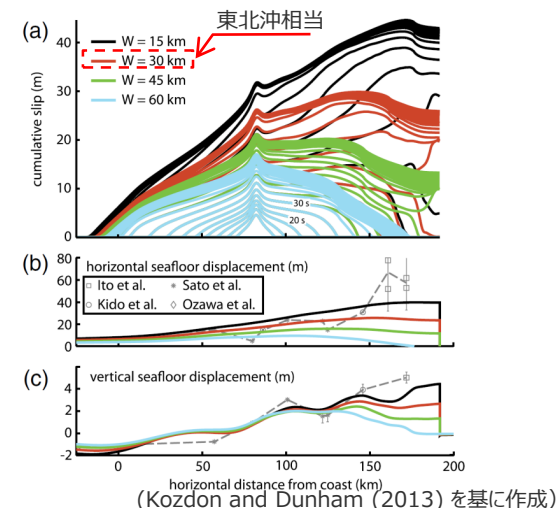 東北沖相当
(a)
40
30
20
10
0
cumulative slip (m)
W = 15 km
W = 30 km
W = 45 km
W = 60 km
30 s
20 s
(b)
80
60
40
20
0
horizontal seafloor displacement (m)
Ito et al. Sato et al.
Kido et al. Ozawa et al.
(c)
6
4
2
0
-2
vertical seafloor displacement (m)
0 50 100 150 200
horizontal distance from coast (km)
(Kozdon and Dunham (2013) を基に作成)